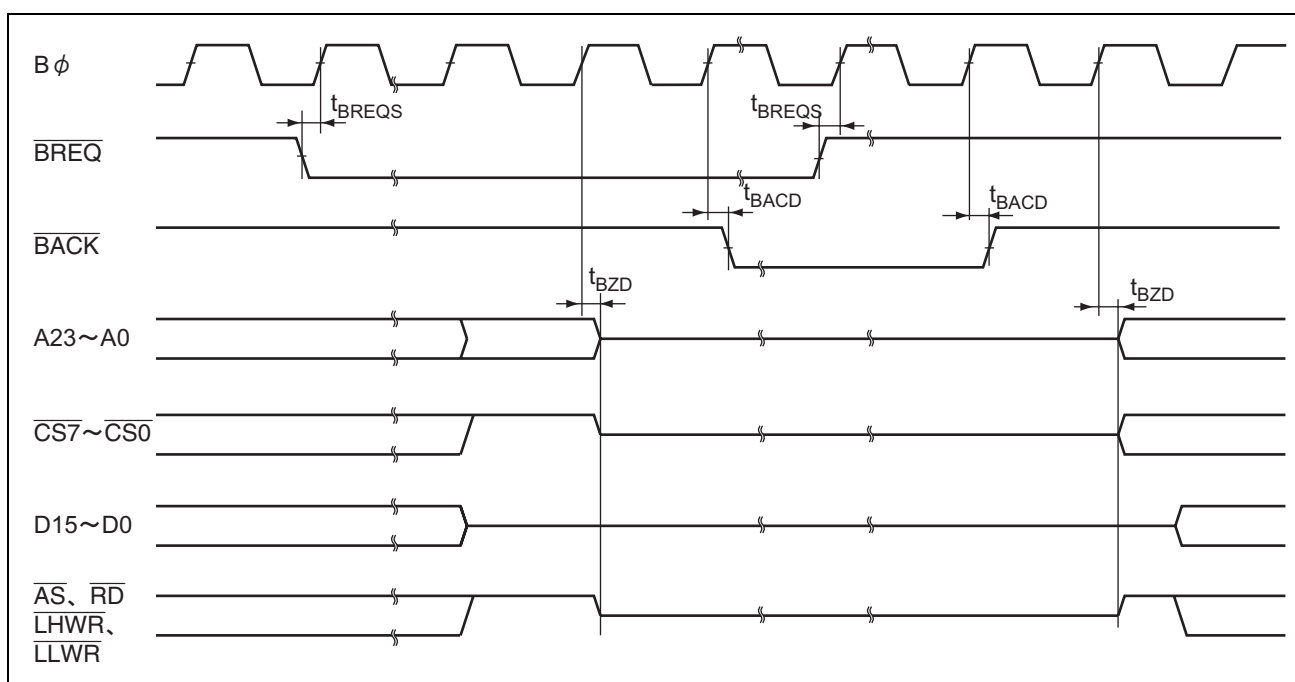 Bφ
tBREQS
tBREQS
BREQ
tBACD
tBACD
BACK
tBZD
tBZD
A23～A0
CS7～CS0
D15～D0
AS、RD
LHWR、
LLWR